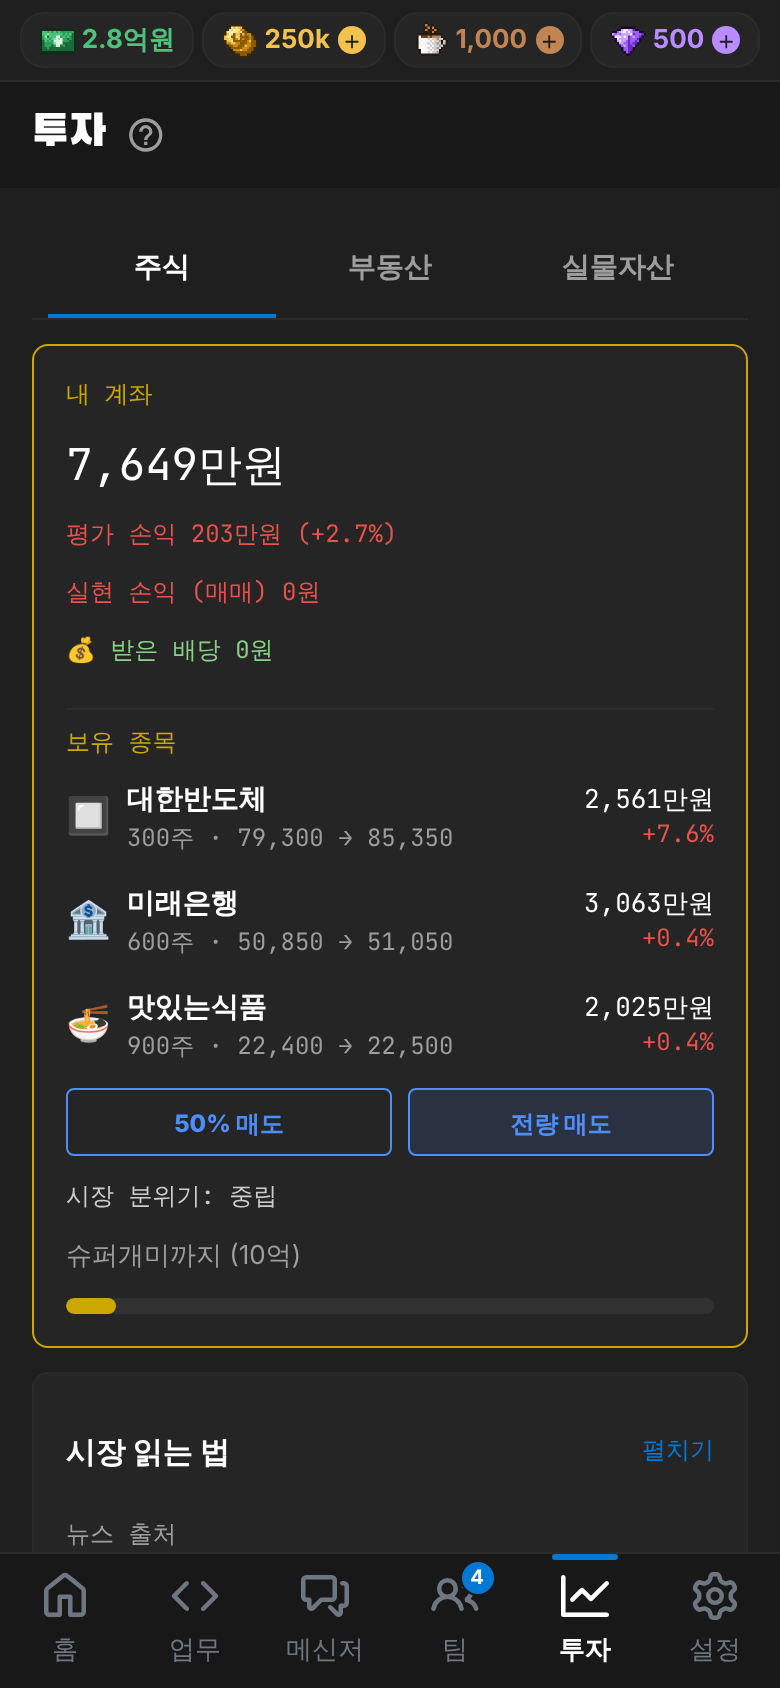 2.8억원 250k 1,000 500
투자
주식 부동산 실물자산
내 계좌
7,649만원
평가 손익 203만원 (+2.7%)
실현 손익 (매매) 0원
받은 배당 0원
보유 종목
대한반도체 2,561만원
300주 · 79,300 → 85,350 +7.6%
미래은행 3,063만원
600주 · 50,850 → 51,050 +0.4%
맛있는식품 2,025만원
900주 · 22,400 → 22,500 +0.4%
50% 매도 전량 매도
시장 분위기: 중립
슈퍼개미까지 (10억)
시장 읽는 법 펼치기
뉴스 출처
4
홈 업무 메신저 팀 투자 설정